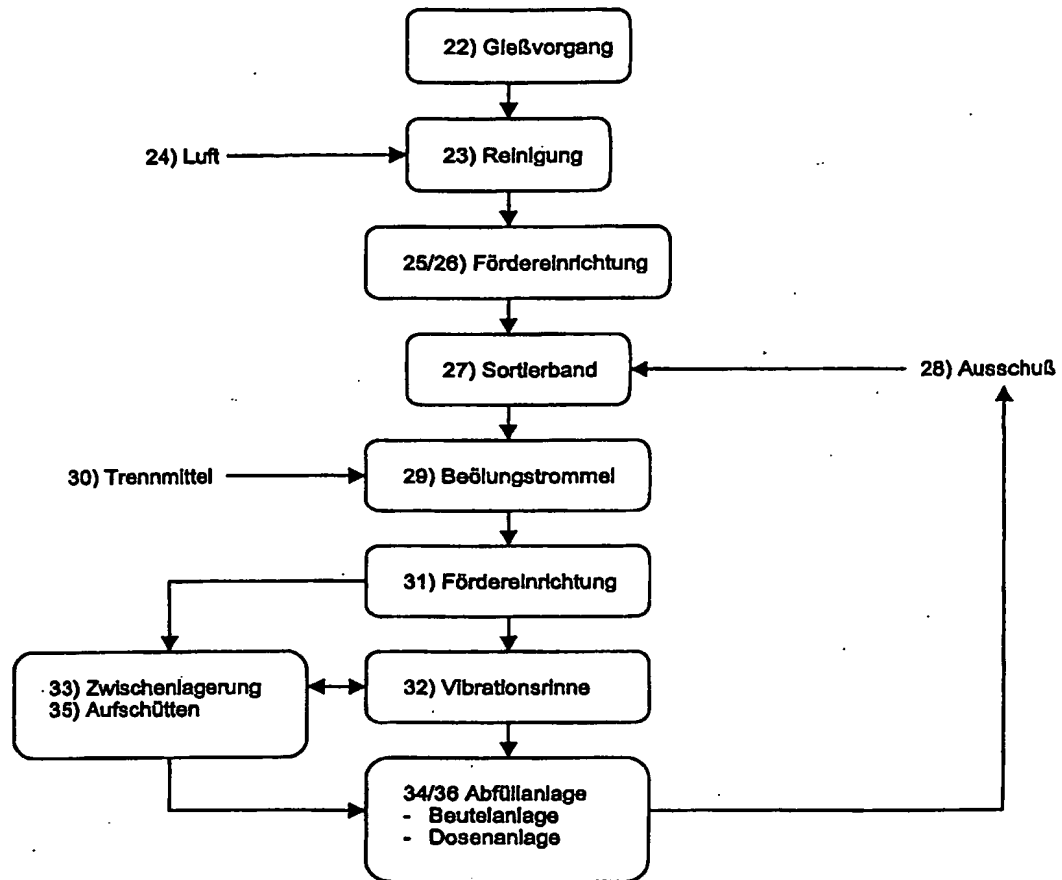 22) Gießvorgang
24) Luft
23) Reinigung
25/26) Fördereinrichtung
27) Sortierband
28) Ausschuß
30) Trennmittel
29) Beölungstrommel
31) Fördereinrichtung
33) Zwischenlagerung
35) Aufschütten
32) Vibrationsrinne
34/36 Abfüllanlage
- Beutelanlage
- Dosenanlage